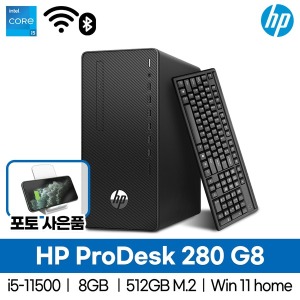 intel
CORE
i5
hp
hp
포토 사은품
HP ProDesk 280 G8
i5-11500 | 8GB | 512GB M.2 | Win 11 home